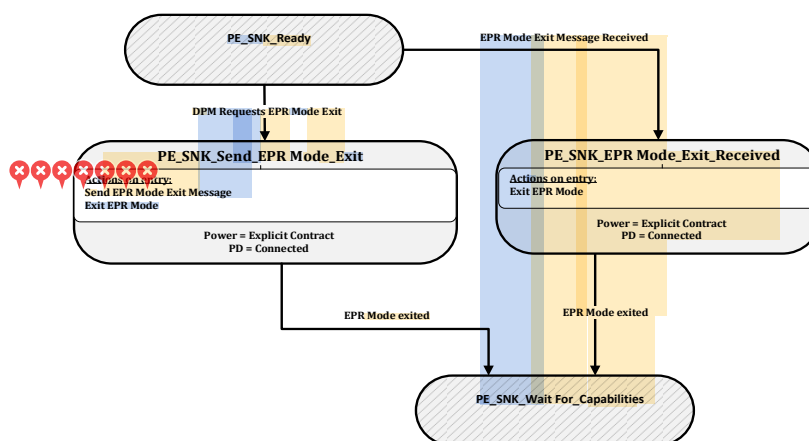 PE_SNK_Ready
EPR Mode Exit Message Received
DPM Requests EPR Mode Exit
PE_SNK_Send_EPR Mode_Exit
Actions on entry:
Send EPR Mode Exit Message
Exit EPR Mode
Power = Explicit Contract
PD = Connected
PE_SNK_EPR Mode_Exit_Received
Actions on entry:
Exit EPR Mode
Power = Explicit Contract
PD = Connected
EPR Mode exited
EPR Mode exited
PE_SNK_Wait For_Capabilities